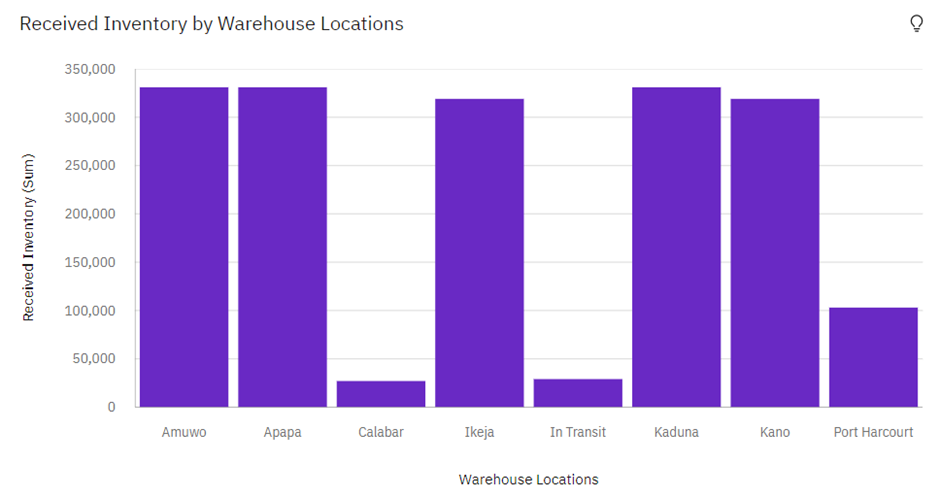 Received Inventory by Warehouse Locations
Received Inventory (Sum)
350,000
300,000
250,000
200,000
150,000
100,000
50,000
0
Amuwo Apapa Calabar Ikeja In Transit Kaduna Kano Port Harcourt
Warehouse Locations